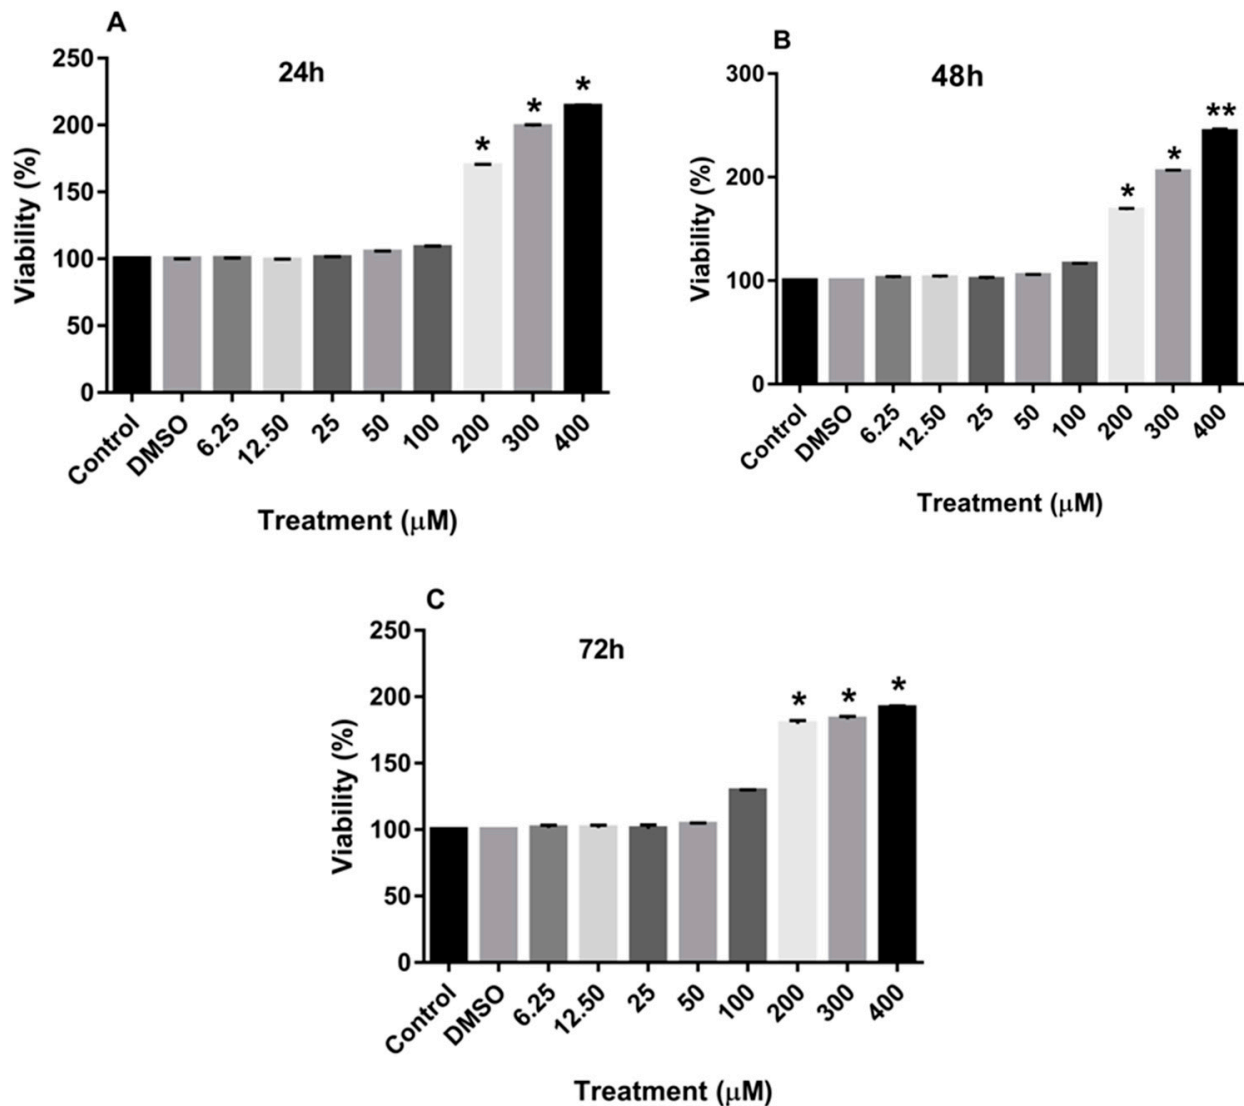 A
24h
Viability (%)
250
200
150
100
50
0
* * *
Control DMSO 6.25 12.50 25 50 100 200 300 400
Treatment (μM)
B
48h
Viability (%)
300
200
100
0
* * **
Control DMSO 6.25 12.50 25 50 100 200 300 400
Treatment (μM)
C
72h
Viability (%)
250
200
150
100
50
0
* * *
Control DMSO 6.25 12.50 25 50 100 200 300 400
Treatment (μM)